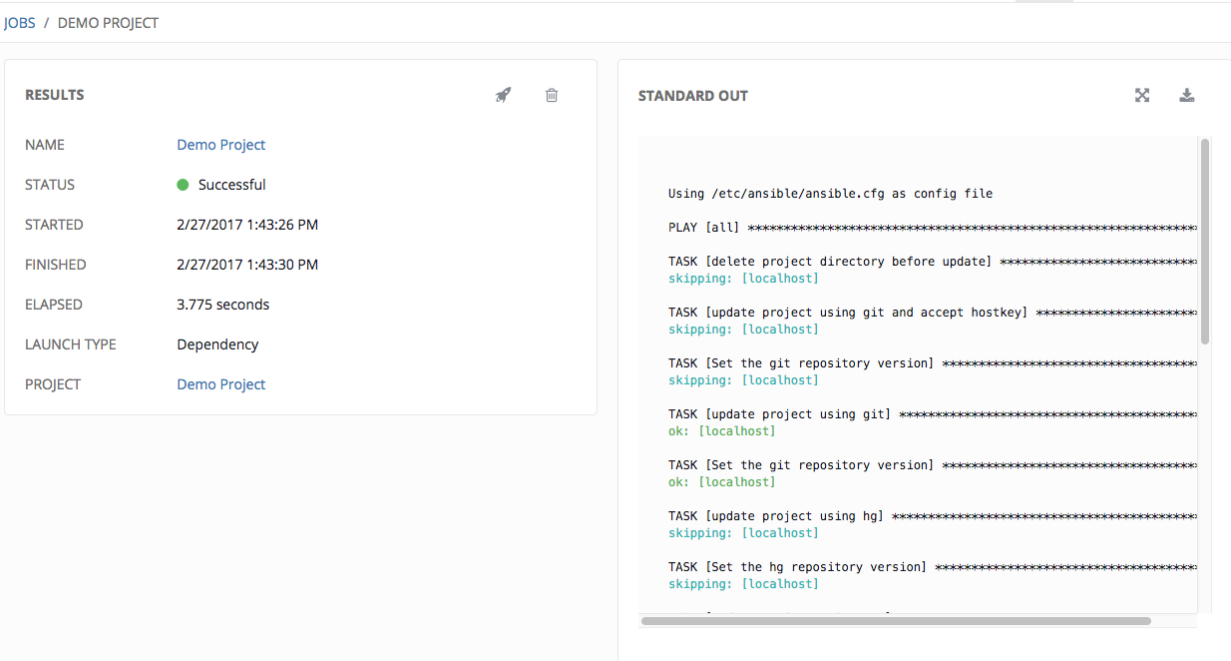 JOBS / DEMO PROJECT
RESULTS
NAME Demo Project
STATUS Successful
STARTED 2/27/2017 1:43:26 PM
FINISHED 2/27/2017 1:43:30 PM
ELAPSED 3.775 seconds
LAUNCH TYPE Dependency
PROJECT Demo Project
STANDARD OUT
Using /etc/ansible/ansible.cfg as config file
PLAY [all] **************************************************************
TASK [delete project directory before update] ***************************
skipping: [localhost]
TASK [update project using git and accept hostkey] **********************
skipping: [localhost]
TASK [Set the git repository version] ***********************************
skipping: [localhost]
TASK [update project using git] *****************************************
ok: [localhost]
TASK [Set the git repository version] ***********************************
ok: [localhost]
TASK [update project using hg] ******************************************
skipping: [localhost]
TASK [Set the hg repository version] ************************************
skipping: [localhost]